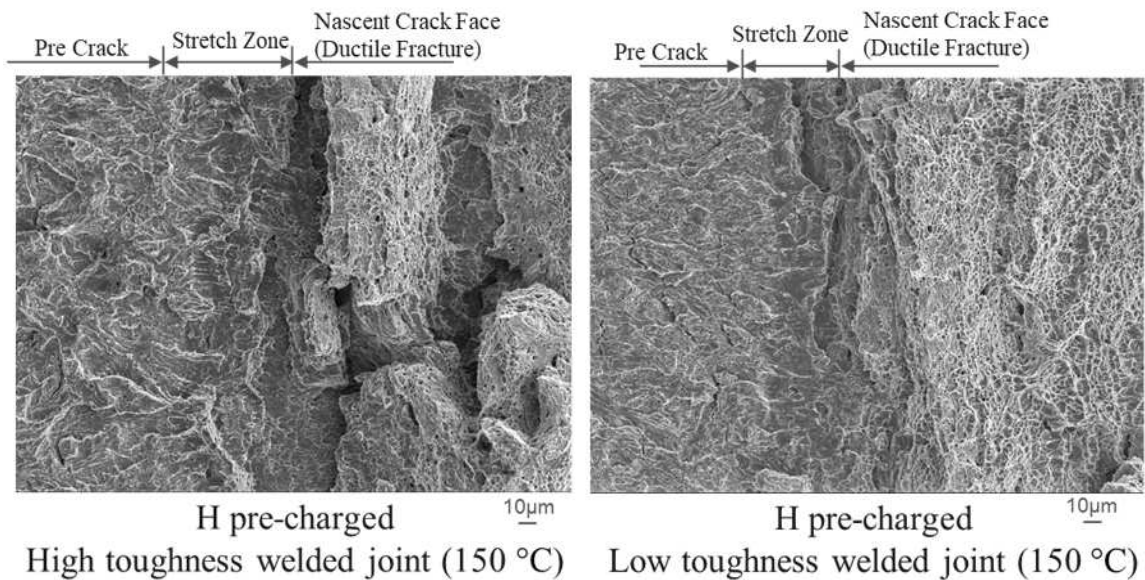 Pre Crack
Stretch Zone
Nascent Crack Face
(Ductile Fracture)
H pre-charged
10µm
High toughness welded joint (150 °C)
Pre Crack
Stretch Zone
Nascent Crack Face
(Ductile Fracture)
H pre-charged
10µm
Low toughness welded joint (150 °C)